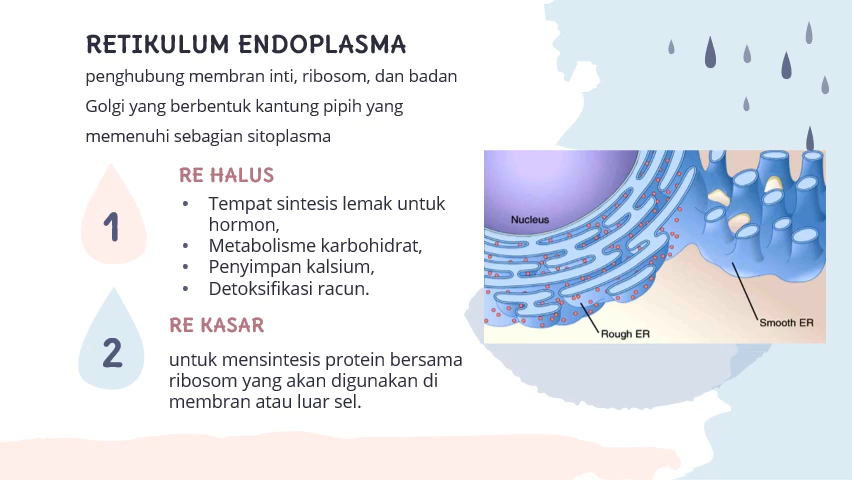 RETIKULUM ENDOPLASMA
penghubung membran inti, ribosom, dan badan
Golgi yang berbentuk kantung pipih yang
memenuhi sebagian sitoplasma
1
RE HALUS
• Tempat sintesis lemak untuk
hormon,
• Metabolisme karbohidrat,
• Penyimpan kalsium,
• Detoksifikasi racun.
2
RE KASAR
untuk mensintesis protein bersama
ribosom yang akan digunakan di
membran atau luar sel.
Nucleus
Smooth ER
Rough ER